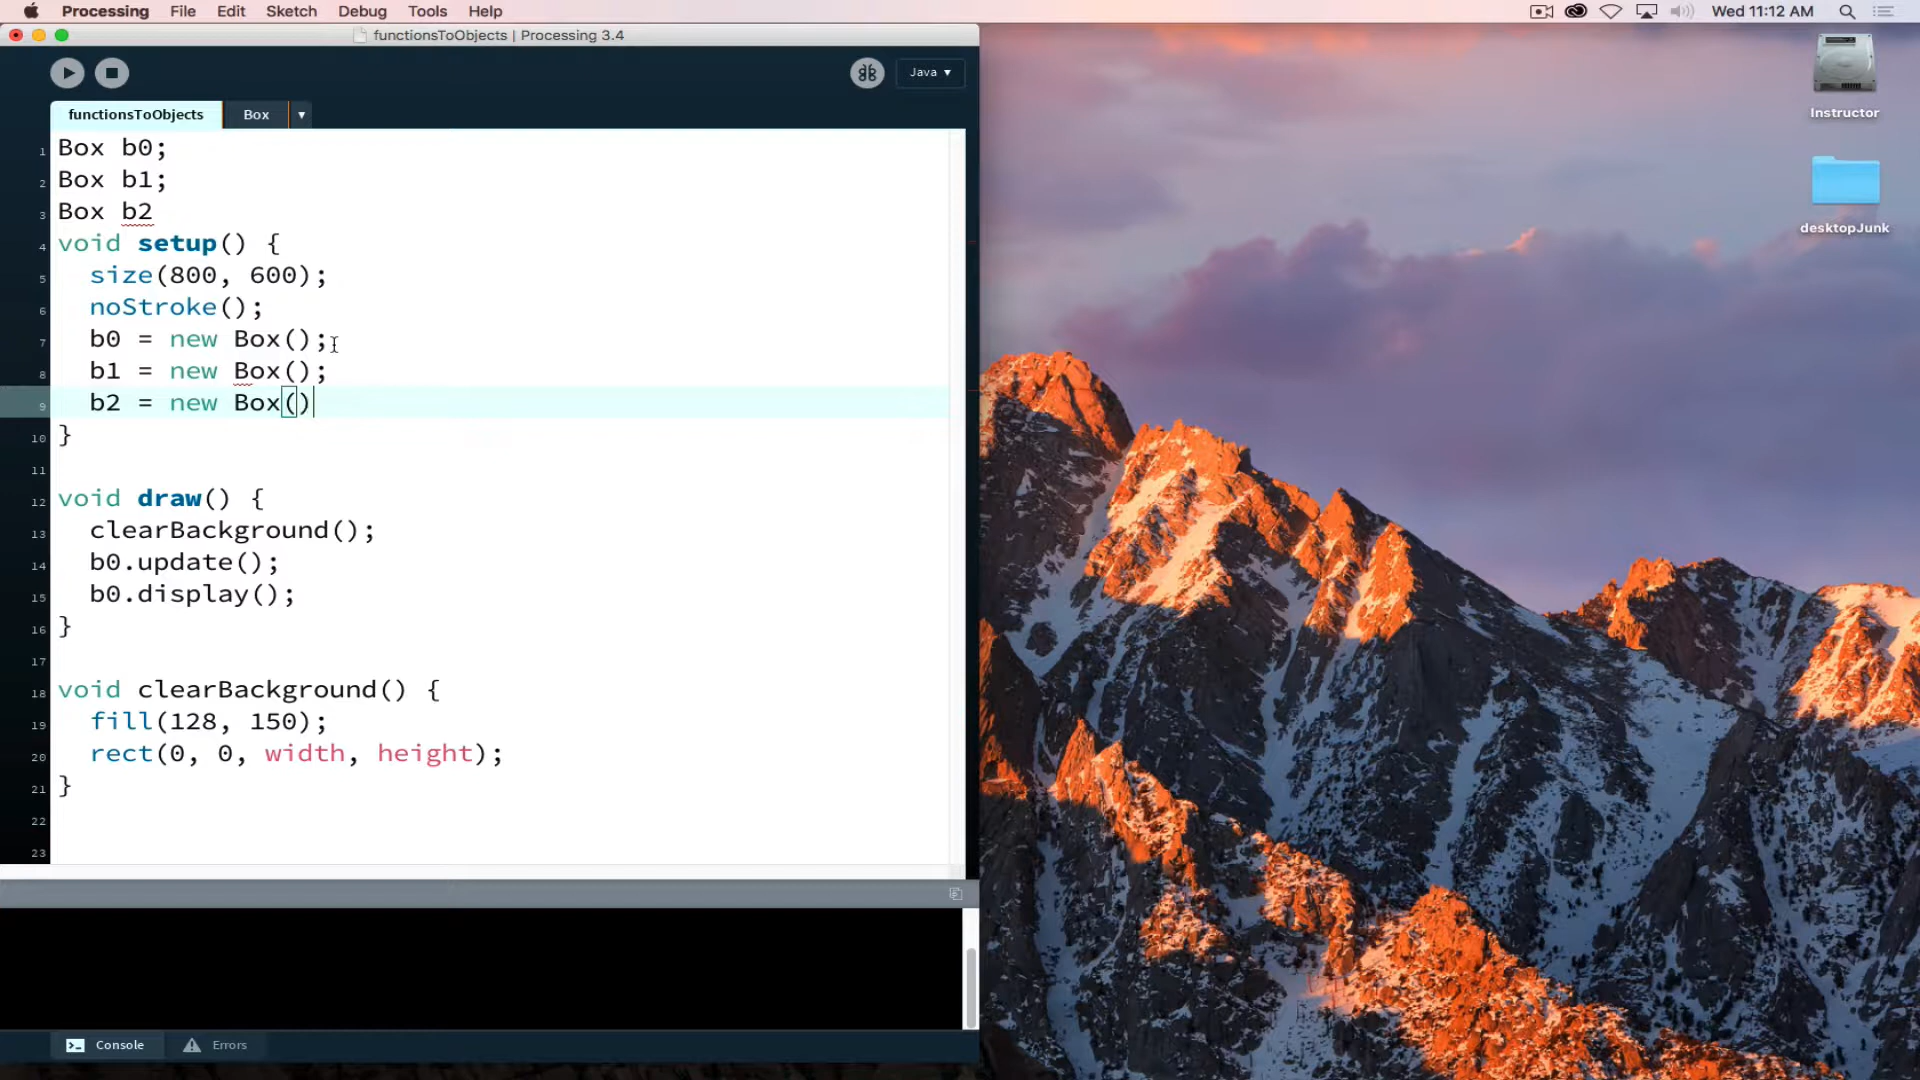 Processing File Edit Sketch Debug Tools Help Wed 11:12 AM
functionsToObjects | Processing 3.4
Java ▾
functionsToObjects Box ▾
Instructor
desktopJunk
1 Box b0;
2 Box b1;
3 Box b2
4 void setup() {
5 size(800, 600);
6 noStroke();
7 b0 = new Box();
8 b1 = new Box();
9 b2 = new Box()
10 }
11
12 void draw() {
13 clearBackground();
14 b0.update();
15 b0.display();
16 }
17
18 void clearBackground() {
19 fill(128, 150);
20 rect(0, 0, width, height);
21 }
22
23
Console Errors